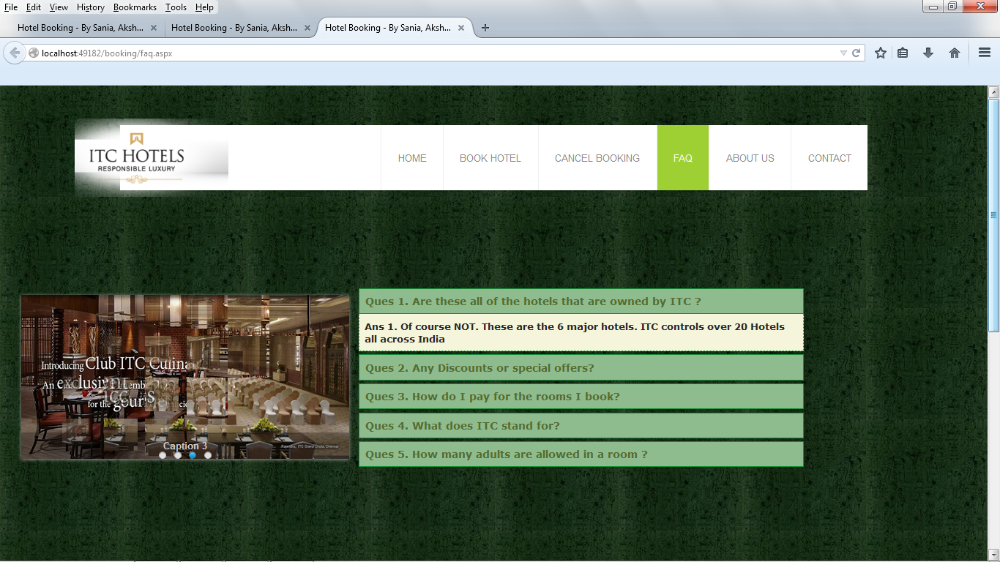 File Edit View History Bookmarks Tools Help
Hotel Booking - By Sania, Aksh... Hotel Booking - By Sania, Aksh... Hotel Booking - By Sania, Aksh...
localhost:49182/booking/faq.aspx
ITC HOTELS
RESPONSIBLE LUXURY
HOME BOOK HOTEL CANCEL BOOKING FAQ ABOUT US CONTACT
Ques 1. Are these all of the hotels that are owned by ITC ?
Ans 1. Of course NOT. These are the 6 major hotels. ITC controls over 20 Hotels
all across India
Ques 2. Any Discounts or special offers?
Ques 3. How do I pay for the rooms I book?
Ques 4. What does ITC stand for?
Ques 5. How many adults are allowed in a room ?
Introducing Club ITC
An
for the
Caption 3
Rajendra, ITC Grand Chola, Chennai